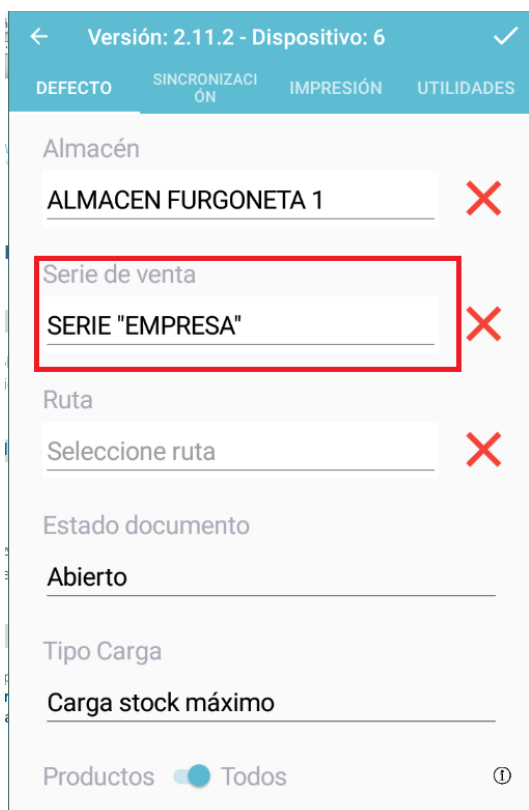 Versión: 2.11.2 - Dispositivo: 6
DEFECTO
SINCRONIZACI
ÓN
IMPRESIÓN
UTILIDADES
Almacén
ALMACEN FURGONETA 1
Serie de venta
SERIE "EMPRESA"
Ruta
Seleccione ruta
Estado documento
Abierto
Tipo Carga
Carga stock máximo
Productos Todos